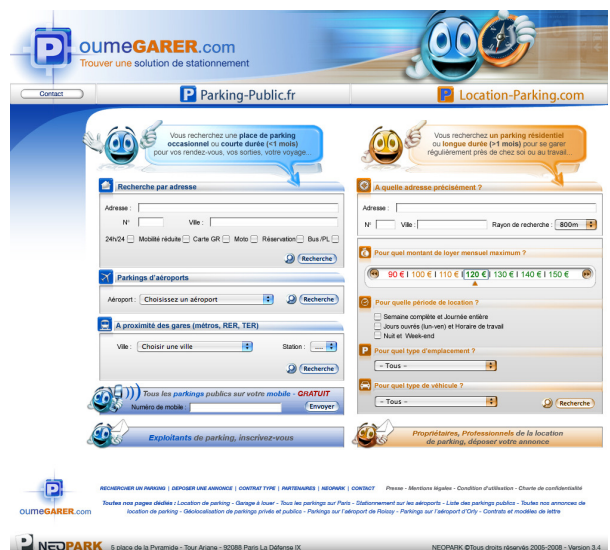 P oumeGARER.com
Trouver une solution de stationnement
Contact
P Parking-Public.fr
P Location-Parking.com
Vous recherchez une place de parking
occasionnel ou courte durée (<1 mois)
pour vos rendez-vous, vos sorties, votre voyage...
Vous recherchez un parking résidentiel
ou longue durée (>1 mois) pour se garer
régulièrement près de chez soi ou au travail...
Recherche par adresse
Adresse :
N° Ville :
24h/24 Mobilité réduite Carte GR Moto Réservation Bus /PL
Recherche
Parkings d'aéroports
Aéroport : Choisissez un aéroport Recherche
A proximité des gares (métros, RER, TER)
Ville : Choisir une ville Station : ....
Recherche
Tous les parkings publics sur votre mobile - GRATUIT
Numéro de mobile : Envoyer
Exploitants de parking, inscrivez-vous
A quelle adresse précisément ?
Adresse :
N° Ville : Rayon de recherche : 800m
Pour quel montant de loyer mensuel maximum ?
90 € I 100 € I 110 € I 120 € I 130 € I 140 € I 150 €
Pour quelle période de location ?
Semaine complète et Journée entière
Jours ouvrés (lun-ven) et Horaire de travail
Nuit et Week-end
P Pour quel type d'emplacement ?
– Tous –
Pour quel type de véhicule ?
– Tous – Recherche
Propriétaires, Professionnels de la location
de parking, déposer votre annonce
P
oumeGARER.com
RECHERCHER UN PARKING | DEPOSER UNE ANNONCE | CONTRAT TYPE | PARTENAIRES | NEOPARK | CONTACT Presse - Mentions légales - Condition d'utilisation - Charte de confidentialité
Toutes nos pages dédiés : Location de parking - Garage à louer - Tous les parkings sur Paris - Stationnement sur les aéroports - Liste des parkings publics - Toutes nos annonces de
location de parking - Géolocalisation de parkings privés et publics - Parkings sur l'aéroport de Roissy - Parkings sur l'aéroport d'Orly - Contrats et modèles de lettre
P NEOPARK 5 place de la Pyramide - Tour Ariane - 92088 Paris La Défense IX NEOPARK ©Tous droits réservés 2005-2008 - Version 3.4